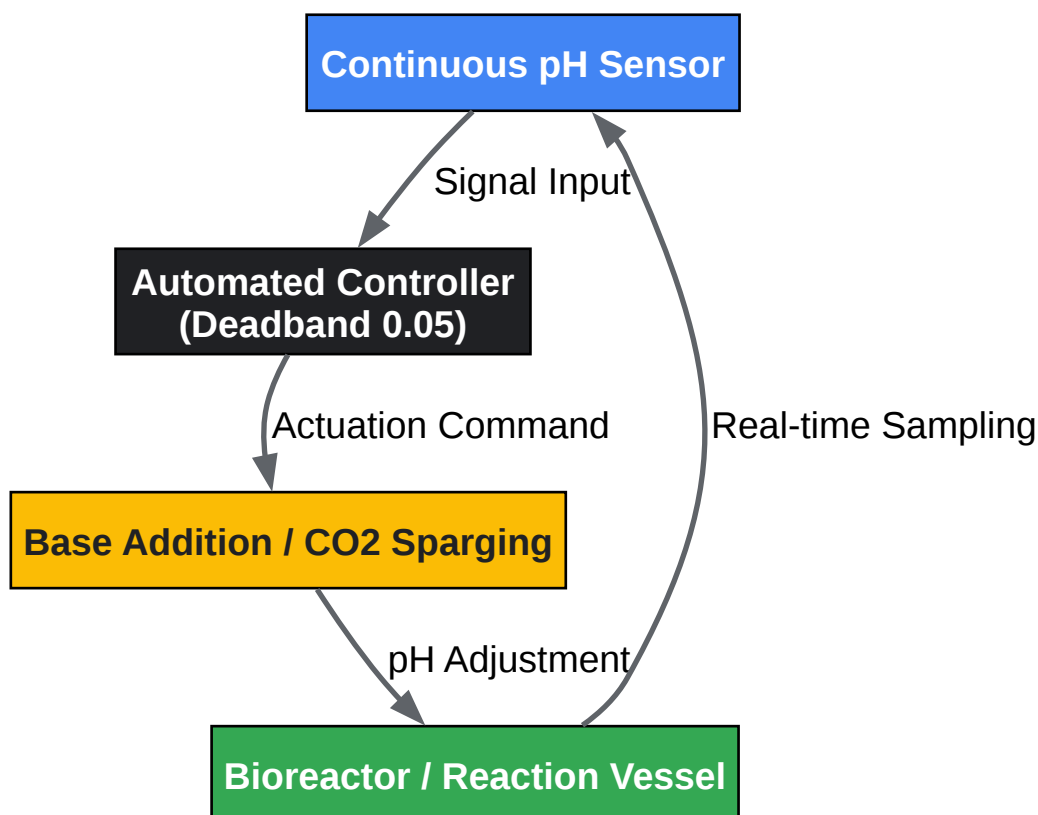 Continuous pH Sensor
Signal Input
Automated Controller
(Deadband 0.05)
Actuation Command
Real-time Sampling
Base Addition / CO2 Sparging
pH Adjustment
Bioreactor / Reaction Vessel